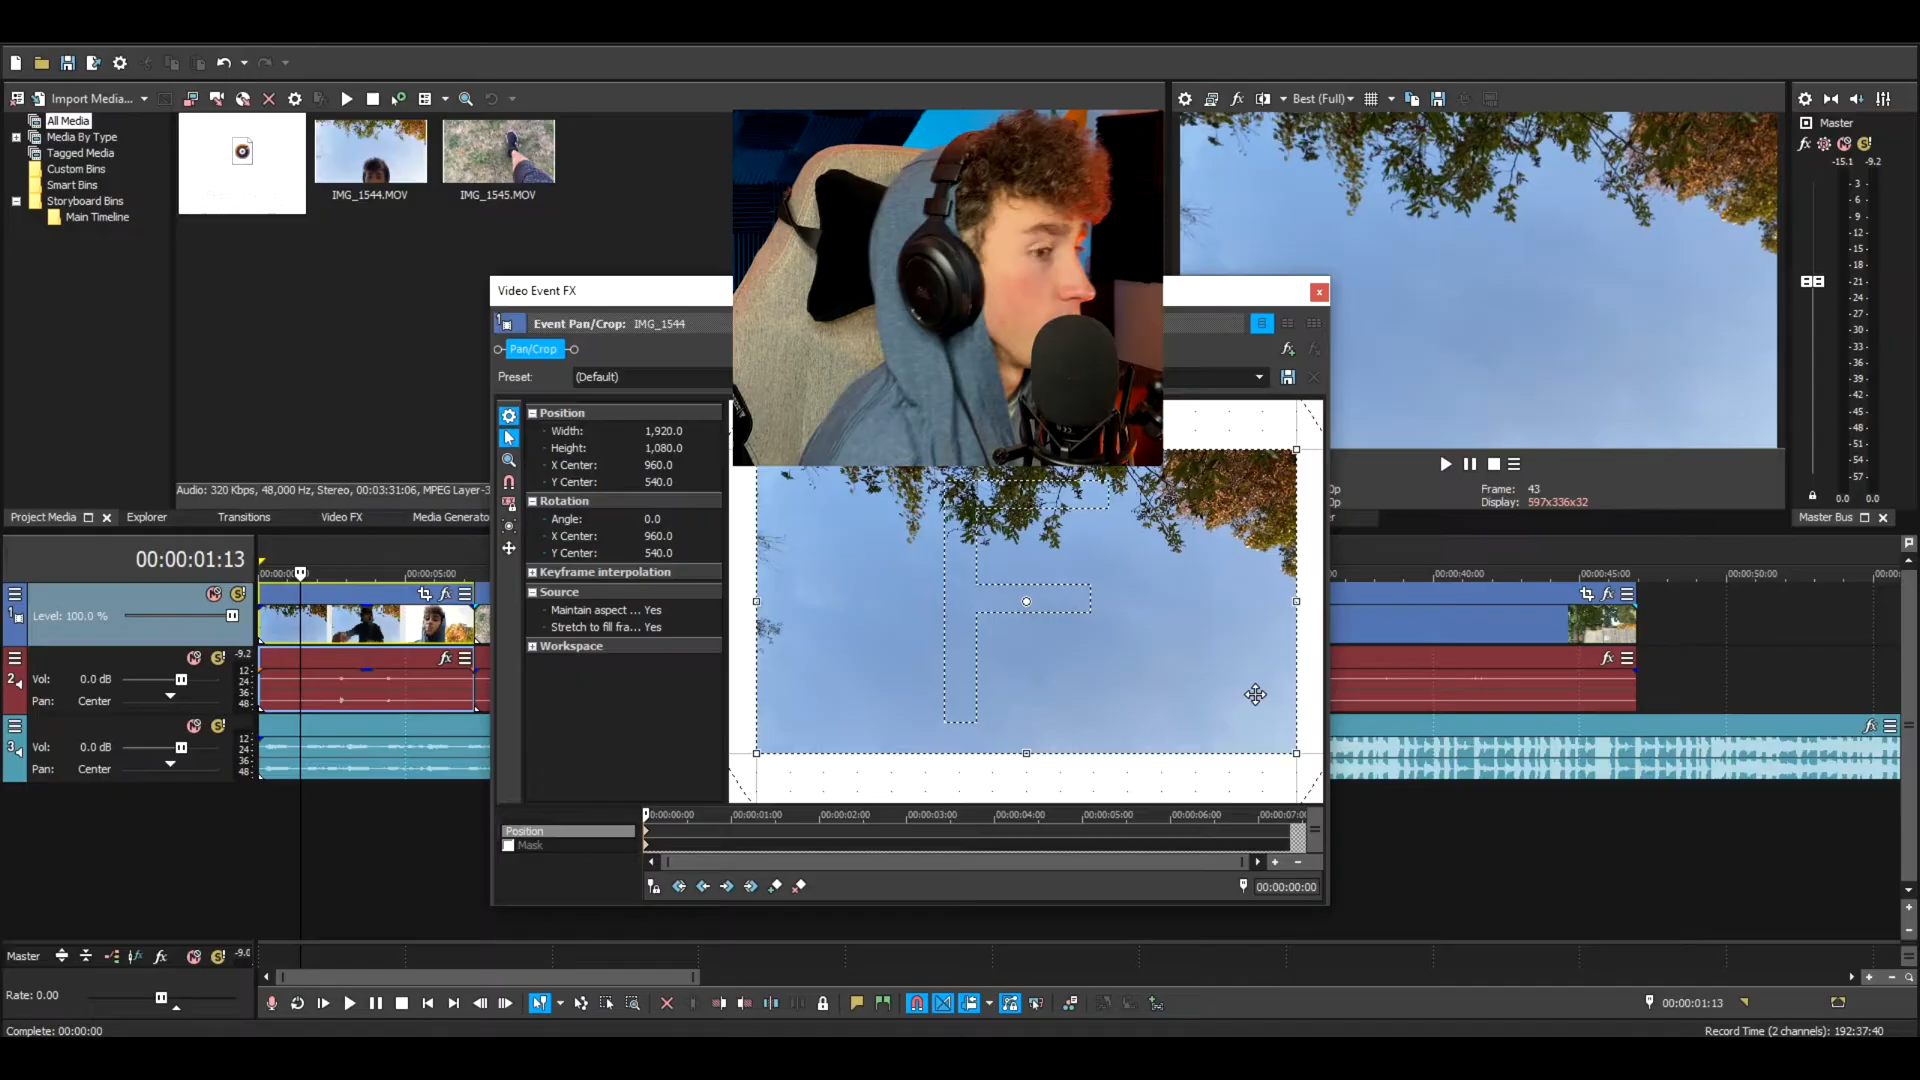 Import Media...
Best (Full)
All Media
Media By Type
Tagged Media
Custom Bins
Smart Bins
Storyboard Bins
Main Timeline
IMG_1544.MOV
IMG_1545.MOV
Master
-15.1 -9.2
3
6
9
12
15
18
21
24
27
30
33
36
39
42
45
48
51
54
57
0.0 0.0
Master Bus
Video Event FX
Event Pan/Crop: IMG_1544
Pan/Crop
Preset: (Default)
Position
Width: 1,920.0
Height: 1,080.0
X Center: 960.0
Y Center: 540.0
Rotation
Angle: 0.0
X Center: 960.0
Y Center: 540.0
Keyframe interpolation
Source
Maintain aspect ... Yes
Stretch to fill fra... Yes
Workspace
Audio: 320 Kbps, 48,000 Hz, Stereo, 00:03:31:06, MPEG Layer-3
Frame: 43
Display: 597x336x32
Project Media
Explorer
Transitions
Video FX
Media Generato
00:00:01:13
00:00:05:00
00:00:40:00
00:00:45:00
00:00:50:00
1
Level: 100.0 %
2
Vol: 0.0 dB
Pan: Center
-9.2
12
24
36
48
3
Vol: 0.0 dB
Pan: Center
12
24
36
48
0:00:00:00 00:00:01:00 00:00:02:00 00:00:03:00 00:00:04:00 00:00:05:00 00:00:06:00 00:00:07:0
Position
Mask
00:00:00:00
Master
-9.0
Rate: 0.00
00:00:01:13
Complete: 00:00:00
Record Time (2 channels): 192:37:40